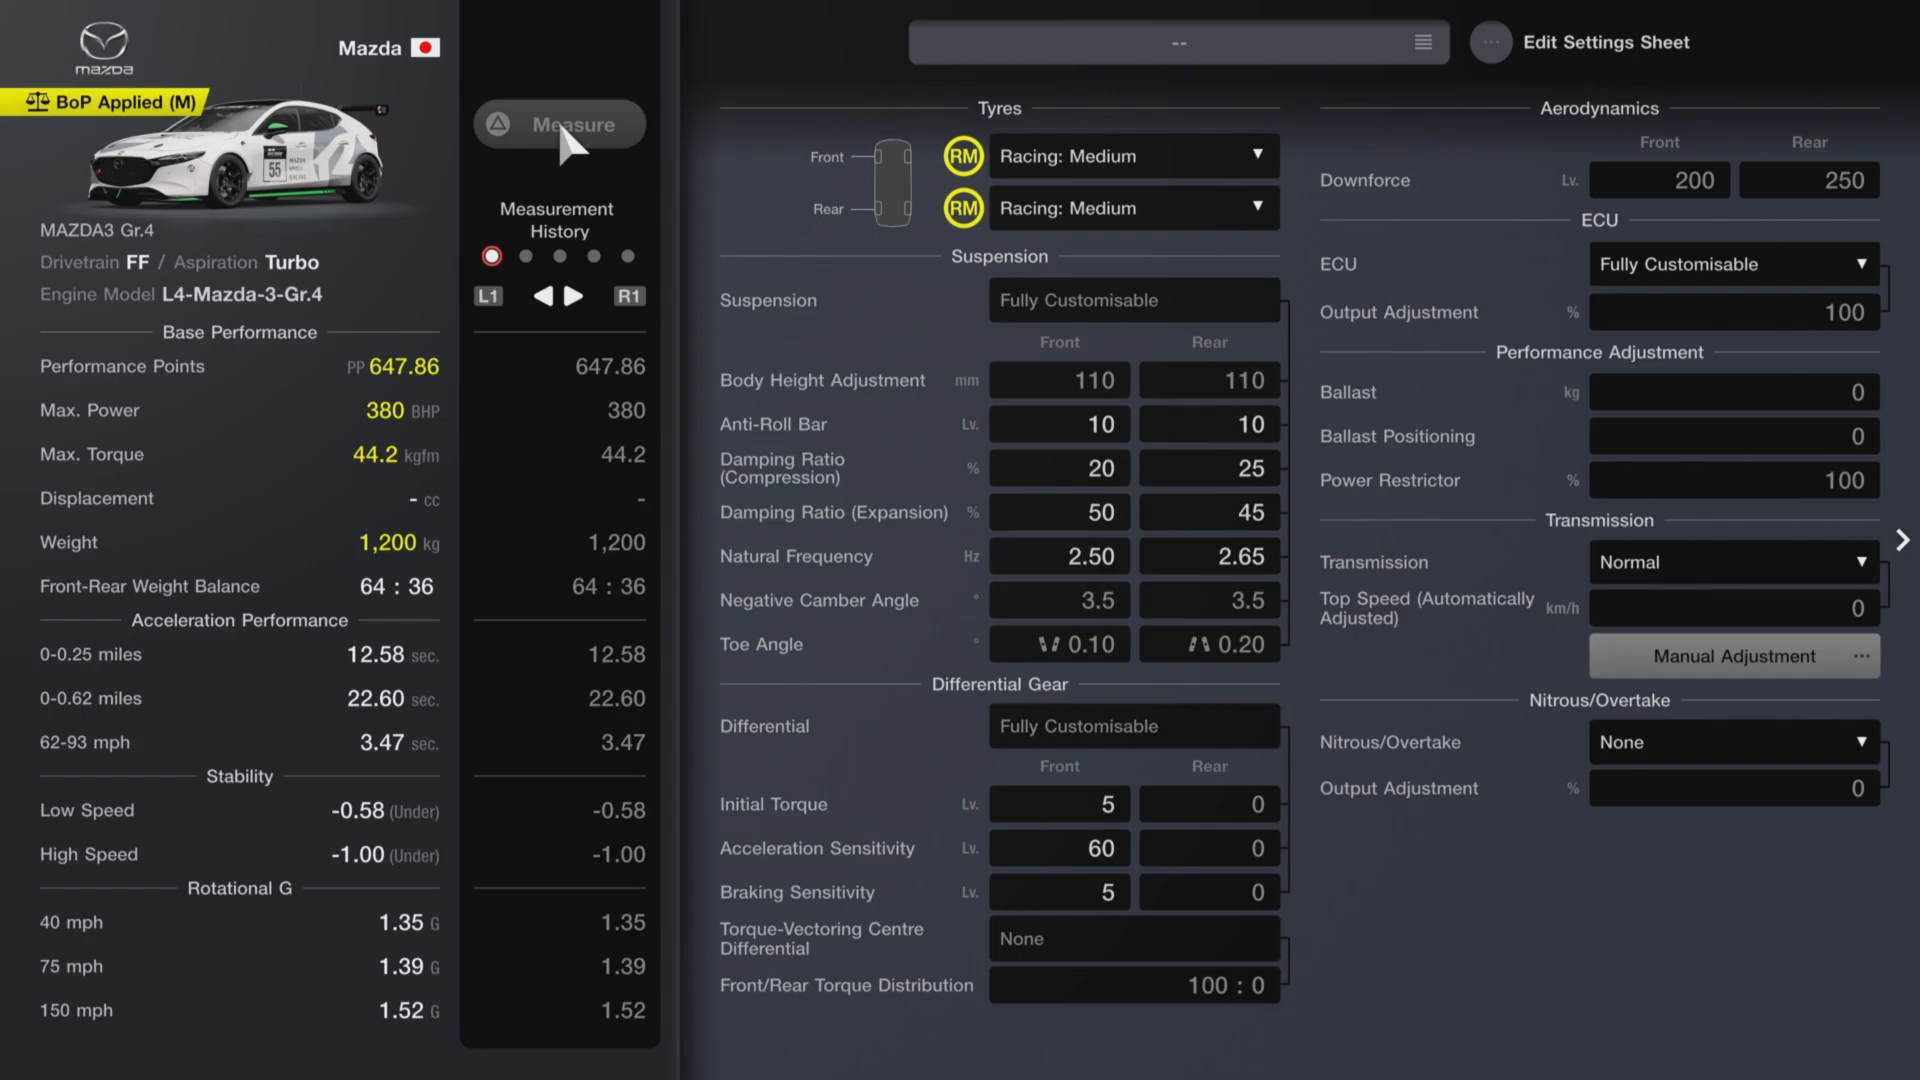 mazda
Mazda
BoP Applied (M)
55
MAZDA3 Gr.4
Drivetrain FF / Aspiration Turbo
Engine Model L4-Mazda-3-Gr.4
Base Performance
Performance Points PP 647.86
Max. Power 380 BHP
Max. Torque 44.2 kgfm
Displacement - cc
Weight 1,200 kg
Front-Rear Weight Balance 64 : 36
Acceleration Performance
0-0.25 miles 12.58 sec.
0-0.62 miles 22.60 sec.
62-93 mph 3.47 sec.
Stability
Low Speed -0.58 (Under)
High Speed -1.00 (Under)
Rotational G
40 mph 1.35 G
75 mph 1.39 G
150 mph 1.52 G
Measure
Measurement
History
L1 R1
647.86
380
44.2
-
1,200
64 : 36
12.58
22.60
3.47
-0.58
-1.00
1.35
1.39
1.52
--
Edit Settings Sheet
Tyres
Front RM Racing: Medium
Rear RM Racing: Medium
Suspension
Suspension Fully Customisable
Front Rear
Body Height Adjustment mm 110 110
Anti-Roll Bar Lv. 10 10
Damping Ratio
(Compression) % 20 25
Damping Ratio (Expansion) % 50 45
Natural Frequency Hz 2.50 2.65
Negative Camber Angle ° 3.5 3.5
Toe Angle ° 0.10 0.20
Differential Gear
Differential Fully Customisable
Front Rear
Initial Torque Lv. 5 0
Acceleration Sensitivity Lv. 60 0
Braking Sensitivity Lv. 5 0
Torque-Vectoring Centre
Differential None
Front/Rear Torque Distribution 100 : 0
Aerodynamics
Front Rear
Downforce Lv. 200 250
ECU
ECU Fully Customisable
Output Adjustment % 100
Performance Adjustment
Ballast kg 0
Ballast Positioning 0
Power Restrictor % 100
Transmission
Transmission Normal
Top Speed (Automatically
Adjusted) km/h 0
Manual Adjustment ...
Nitrous/Overtake
Nitrous/Overtake None
Output Adjustment % 0